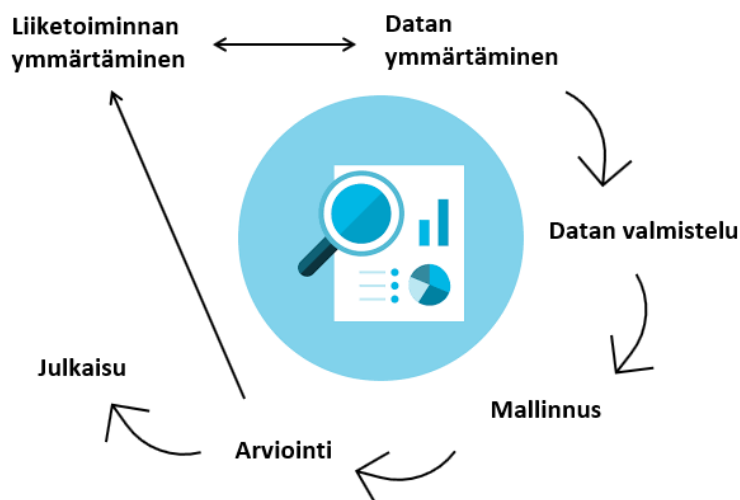 Liiketoiminnan
ymmärtäminen
Datan
ymmärtäminen
Datan valmistelu
Mallinnus
Arviointi
Julkaisu